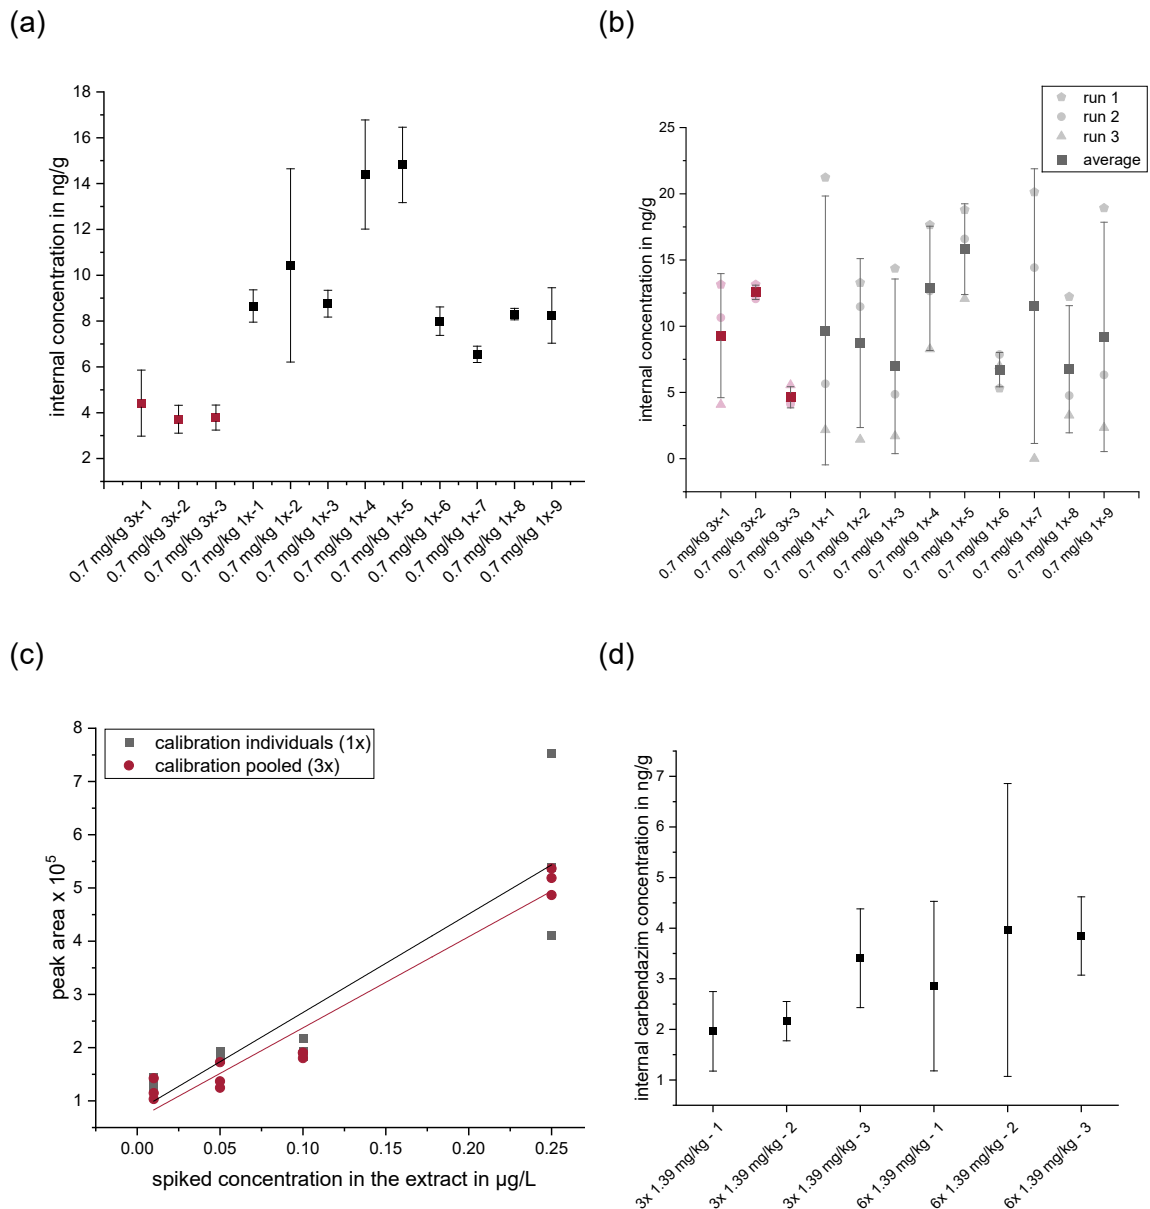 (a)
internal concentration in ng/g
18
16
14
12
10
8
6
4
2
0.7 mg/kg 3x-1
0.7 mg/kg 3x-2
0.7 mg/kg 3x-3
0.7 mg/kg 1x-1
0.7 mg/kg 1x-2
0.7 mg/kg 1x-3
0.7 mg/kg 1x-4
0.7 mg/kg 1x-5
0.7 mg/kg 1x-6
0.7 mg/kg 1x-7
0.7 mg/kg 1x-8
0.7 mg/kg 1x-9
(b)
run 1
run 2
run 3
average
internal concentration in ng/g
25
20
15
10
5
0
0.7 mg/kg 3x-1
0.7 mg/kg 3x-2
0.7 mg/kg 3x-3
0.7 mg/kg 1x-1
0.7 mg/kg 1x-2
0.7 mg/kg 1x-3
0.7 mg/kg 1x-4
0.7 mg/kg 1x-5
0.7 mg/kg 1x-6
0.7 mg/kg 1x-7
0.7 mg/kg 1x-8
0.7 mg/kg 1x-9
(c)
calibration individuals (1x)
calibration pooled (3x)
peak area x 10⁵
8
7
6
5
4
3
2
1
0.00
0.05
0.10
0.15
0.20
0.25
spiked concentration in the extract in µg/L
(d)
internal carbendazim concentration in ng/g
7
6
5
4
3
2
1
3x 1.39 mg/kg - 1
3x 1.39 mg/kg - 2
3x 1.39 mg/kg - 3
6x 1.39 mg/kg - 1
6x 1.39 mg/kg - 2
6x 1.39 mg/kg - 3